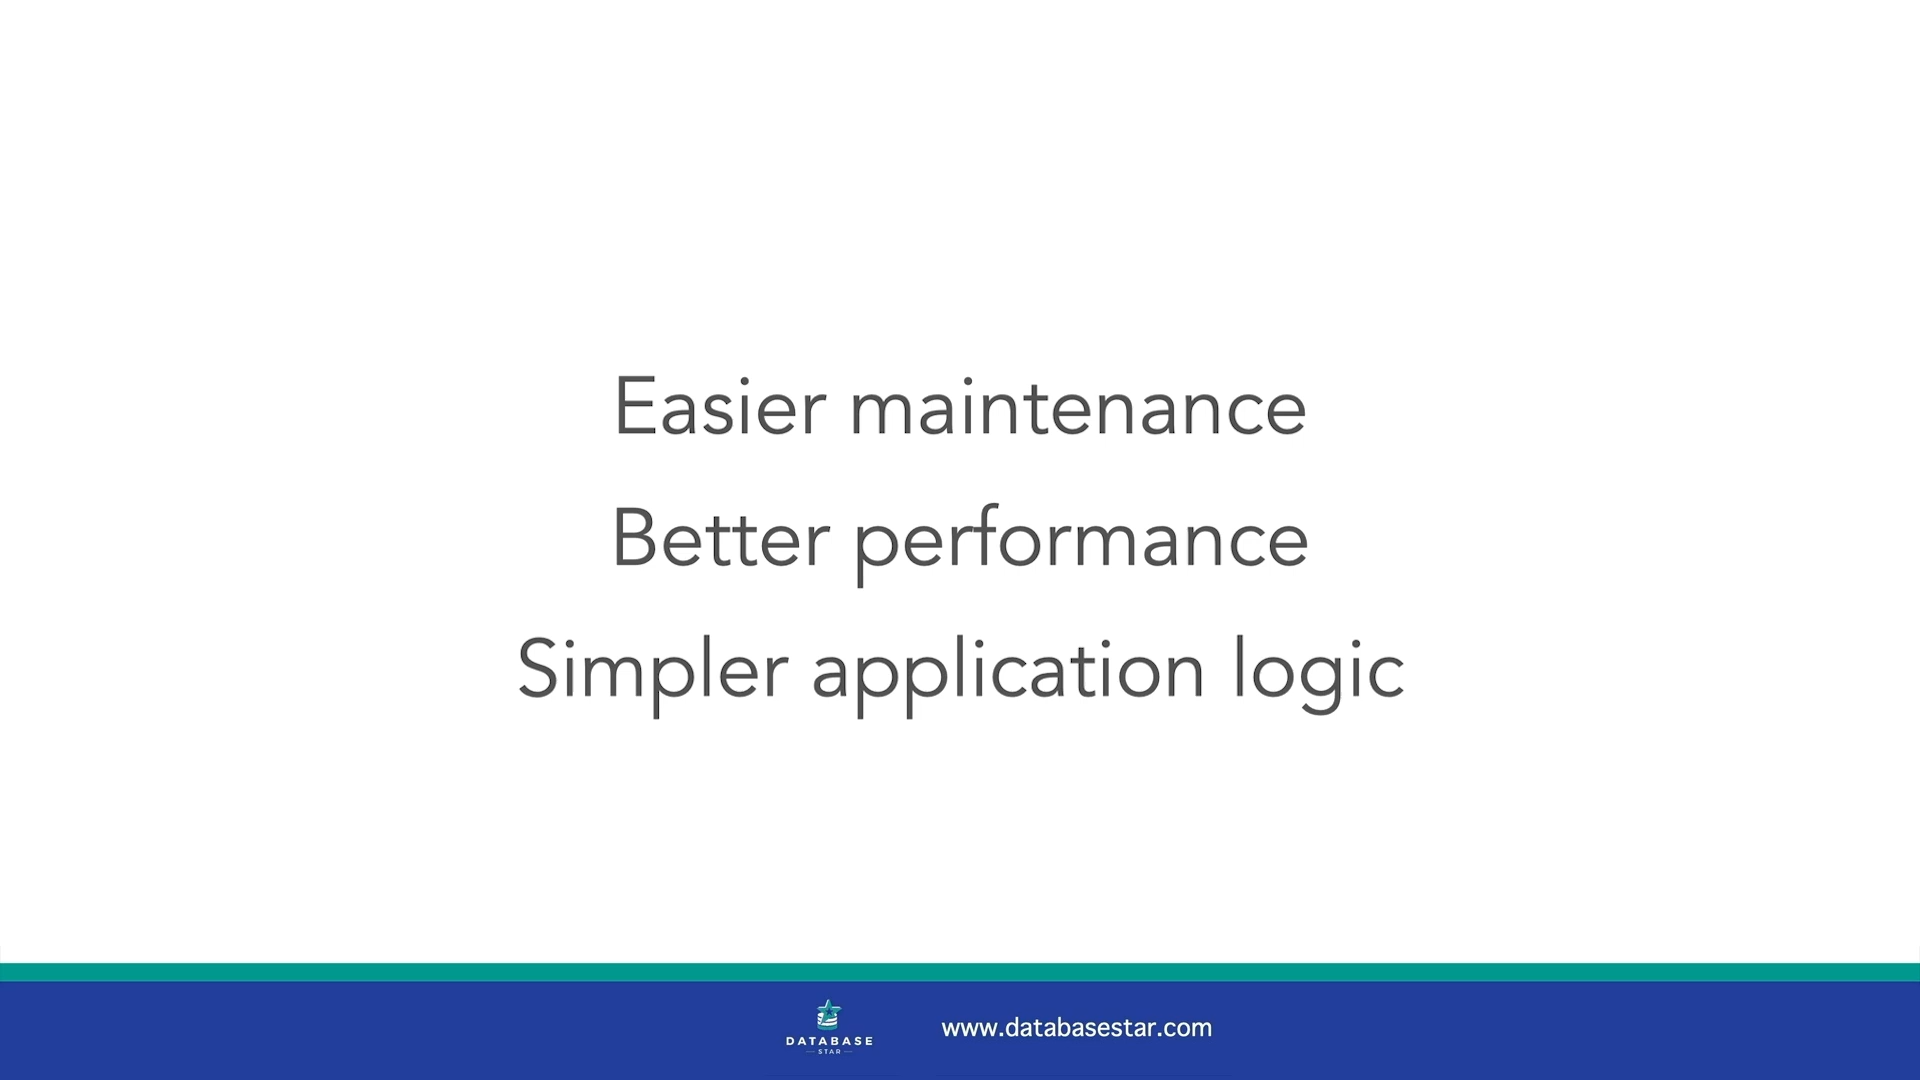 Easier maintenance
Better performance
Simpler application logic
DATABASE
STAR
www.databasestar.com